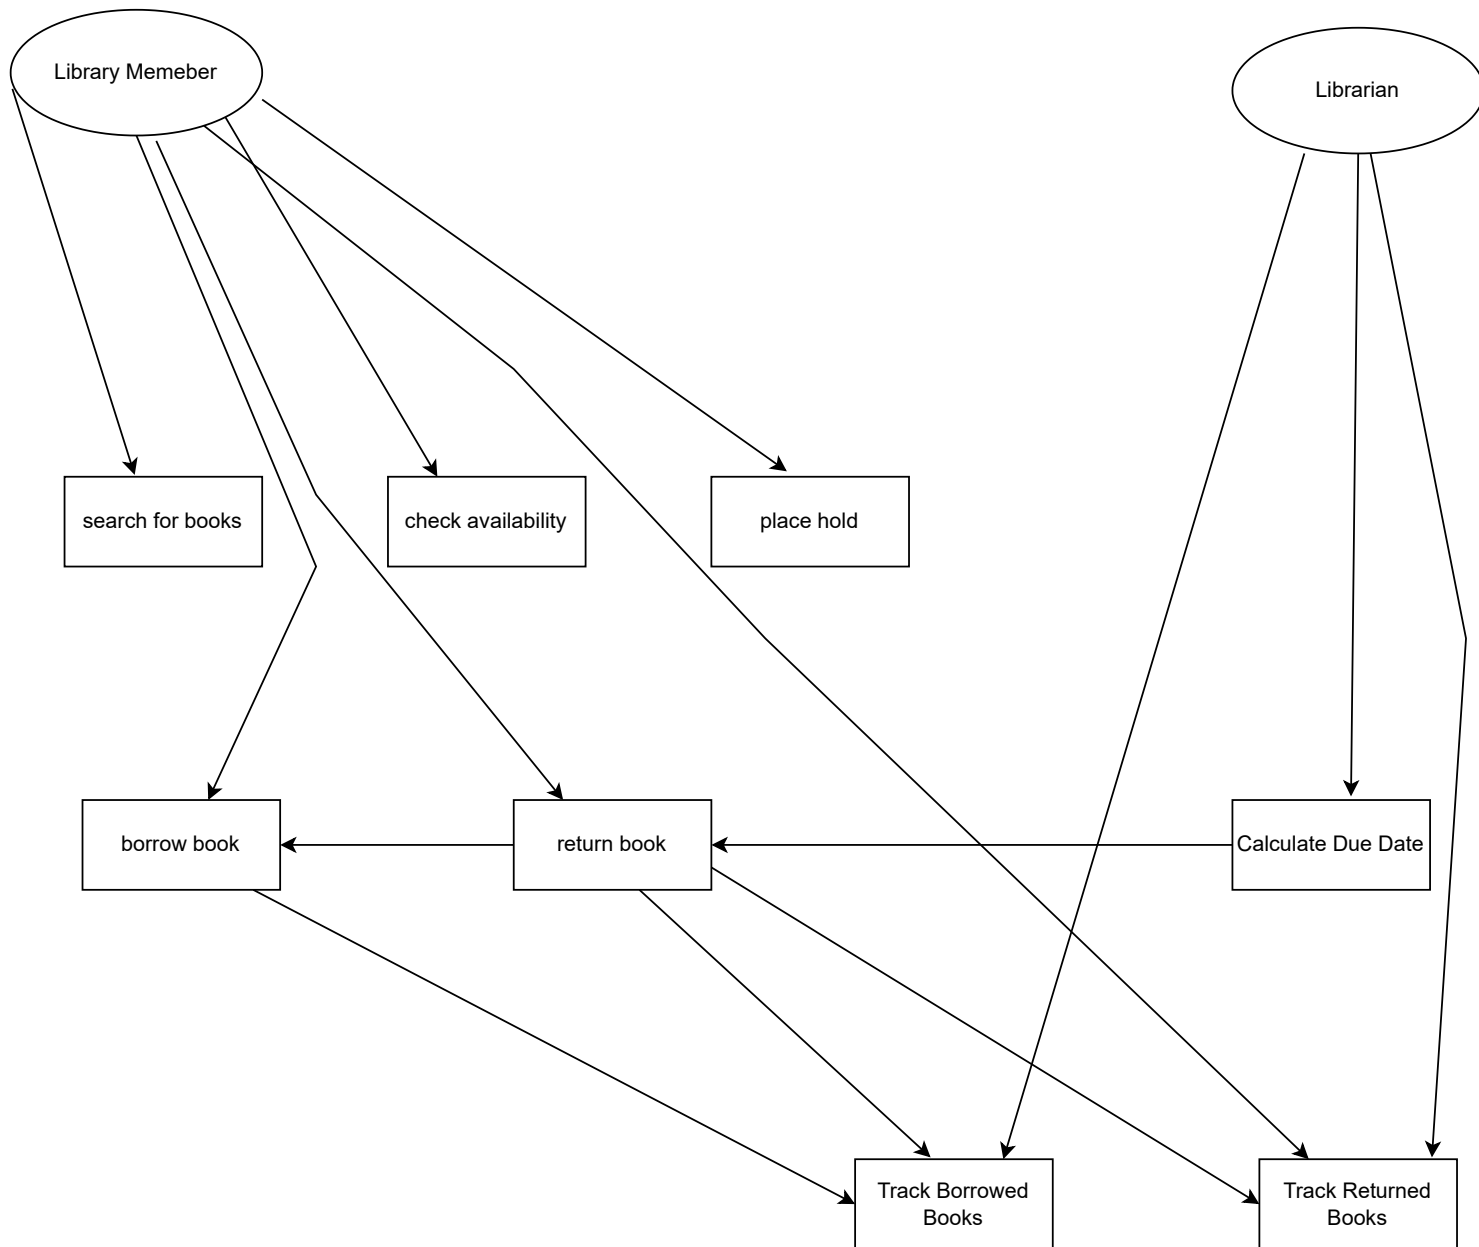 Library Memeber
Librarian
search for books
check availability
place hold
borrow book
return book
Calculate Due Date
Track Borrowed
Books
Track Returned
Books